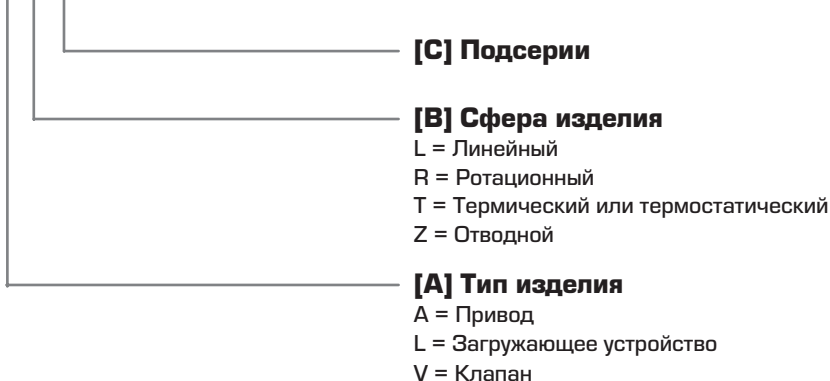 [C] Подсерии
[B] Сфера изделия
L = Линейный
R = Ротационный
T = Термический или термостатический
Z = Отводной
[A] Тип изделия
A = Привод
L = Загружающее устройство
V = Клапан